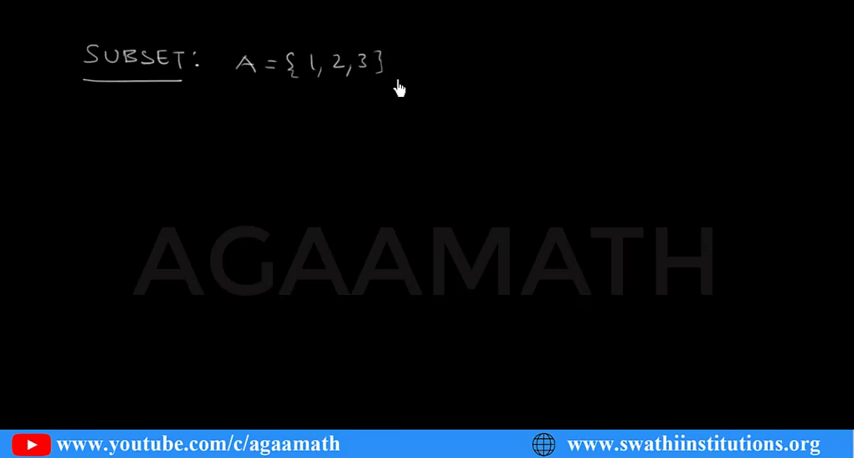 SUBSET: A = {1, 2, 3}
AGAAMATH
www.youtube.com/c/agaamath www.swathiinstitutions.org